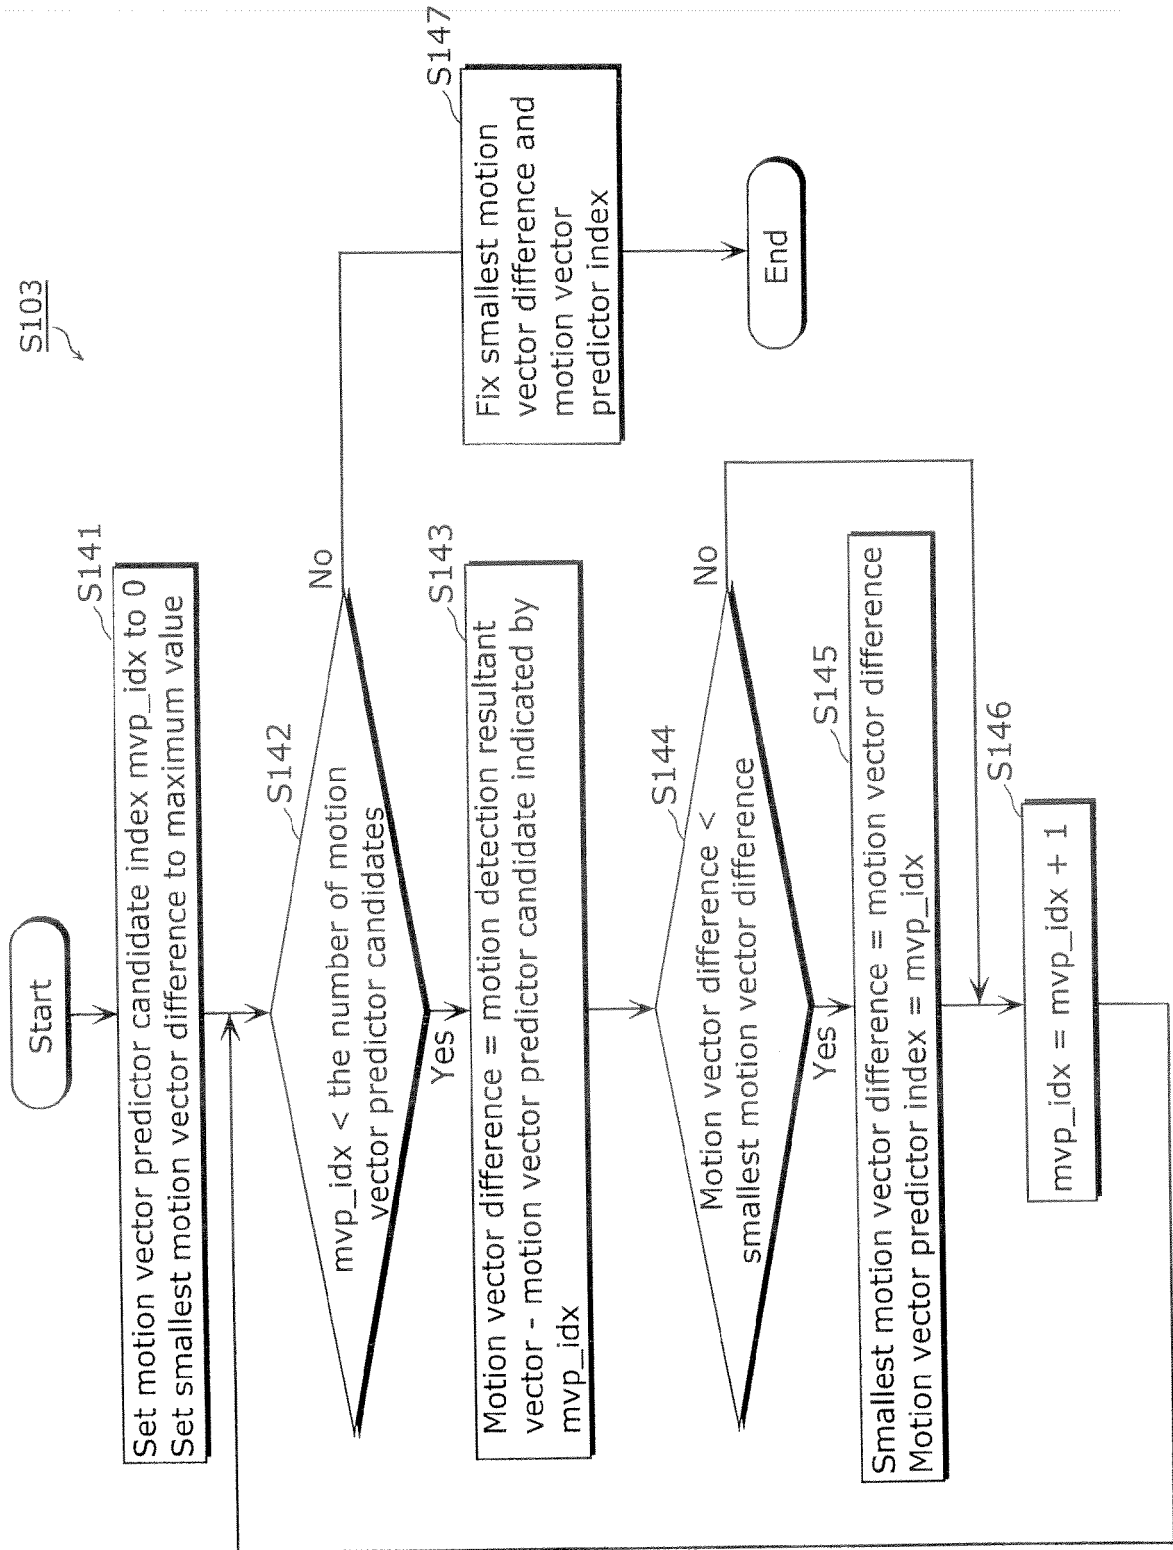 S103
Start
S141
Set motion vector predictor candidate index mvp_idx to 0
Set smallest motion vector difference to maximum value
S142
mvp_idx < the number of motion
vector predictor candidates
No
Yes
S143
Motion vector difference = motion detection resultant
vector - motion vector predictor candidate indicated by
mvp_idx
S144
Motion vector difference <
smallest motion vector difference
No
Yes
S145
Smallest motion vector difference = motion vector difference
Motion vector predictor index = mvp_idx
S146
mvp_idx = mvp_idx + 1
S147
Fix smallest motion
vector difference and
motion vector
predictor index
End